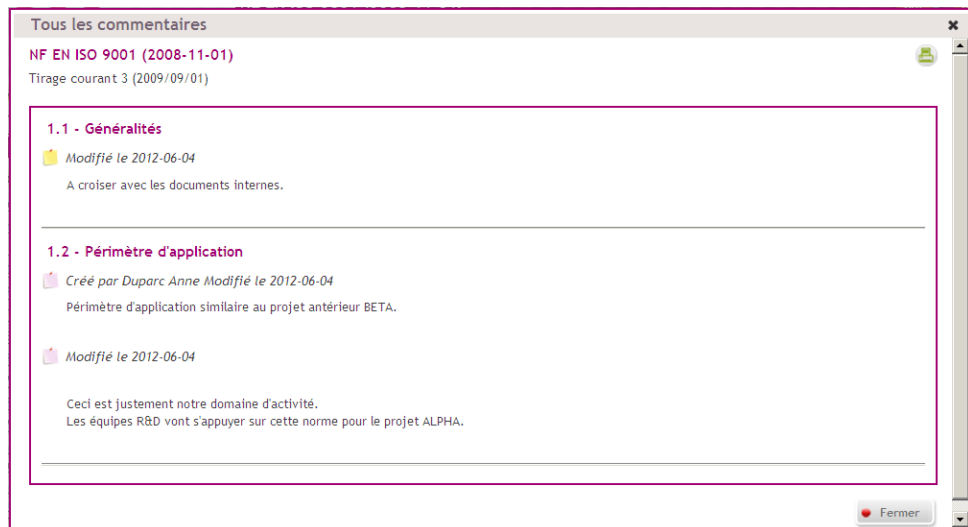 Tous les commentaires
NF EN ISO 9001 (2008-11-01)
Tirage courant 3 (2009/09/01)
1.1 - Généralités
Modifié le 2012-06-04
A croiser avec les documents internes.
1.2 - Périmètre d'application
Créé par Duparc Anne Modifié le 2012-06-04
Périmètre d'application similaire au projet antérieur BETA.
Modifié le 2012-06-04
Ceci est justement notre domaine d'activité.
Les équipes R&D vont s'appuyer sur cette norme pour le projet ALPHA.
Fermer